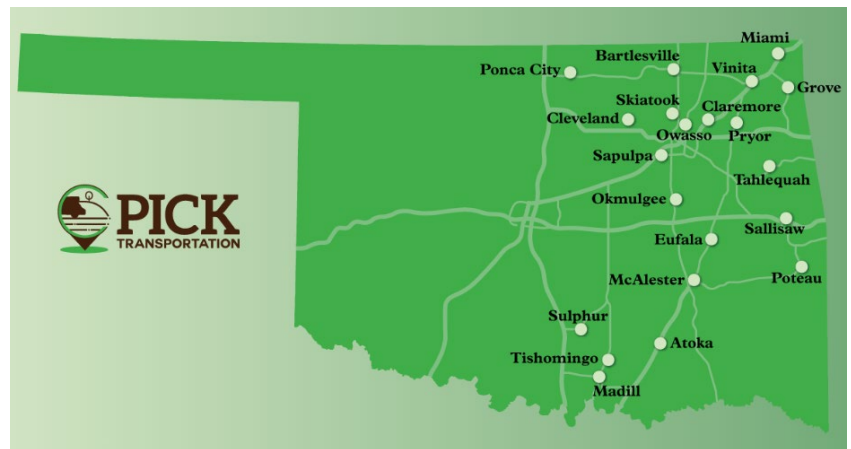 Miami
Bartlesville
Ponca City
Vinita
Grove
Skiatook
Claremore
Cleveland
Owasso
Pryor
Sapulpa
Tahlequah
PICK
TRANSPORTATION
Okmulgee
Sallisaw
Eufala
McAlester
Poteau
Sulphur
Atoka
Tishomingo
Madill